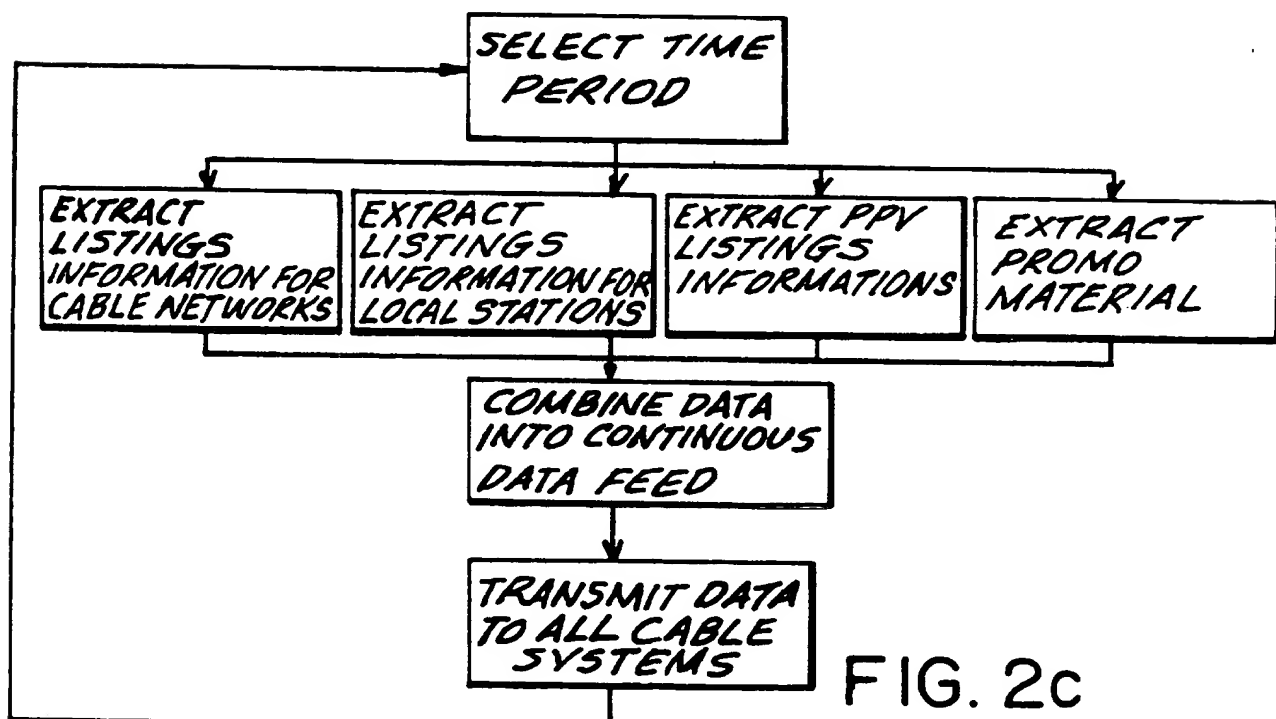 SELECT TIME
PERIOD
EXTRACT
LISTINGS
INFORMATION FOR
CABLE NETWORKS
EXTRACT
LISTINGS
INFORMATION FOR
LOCAL STATIONS
EXTRACT PPV
LISTINGS
INFORMATIONS
EXTRACT
PROMO
MATERIAL
COMBINE DATA
INTO CONTINUOUS
DATA FEED
TRANSMIT DATA
TO ALL CABLE
SYSTEMS
FIG. 2c